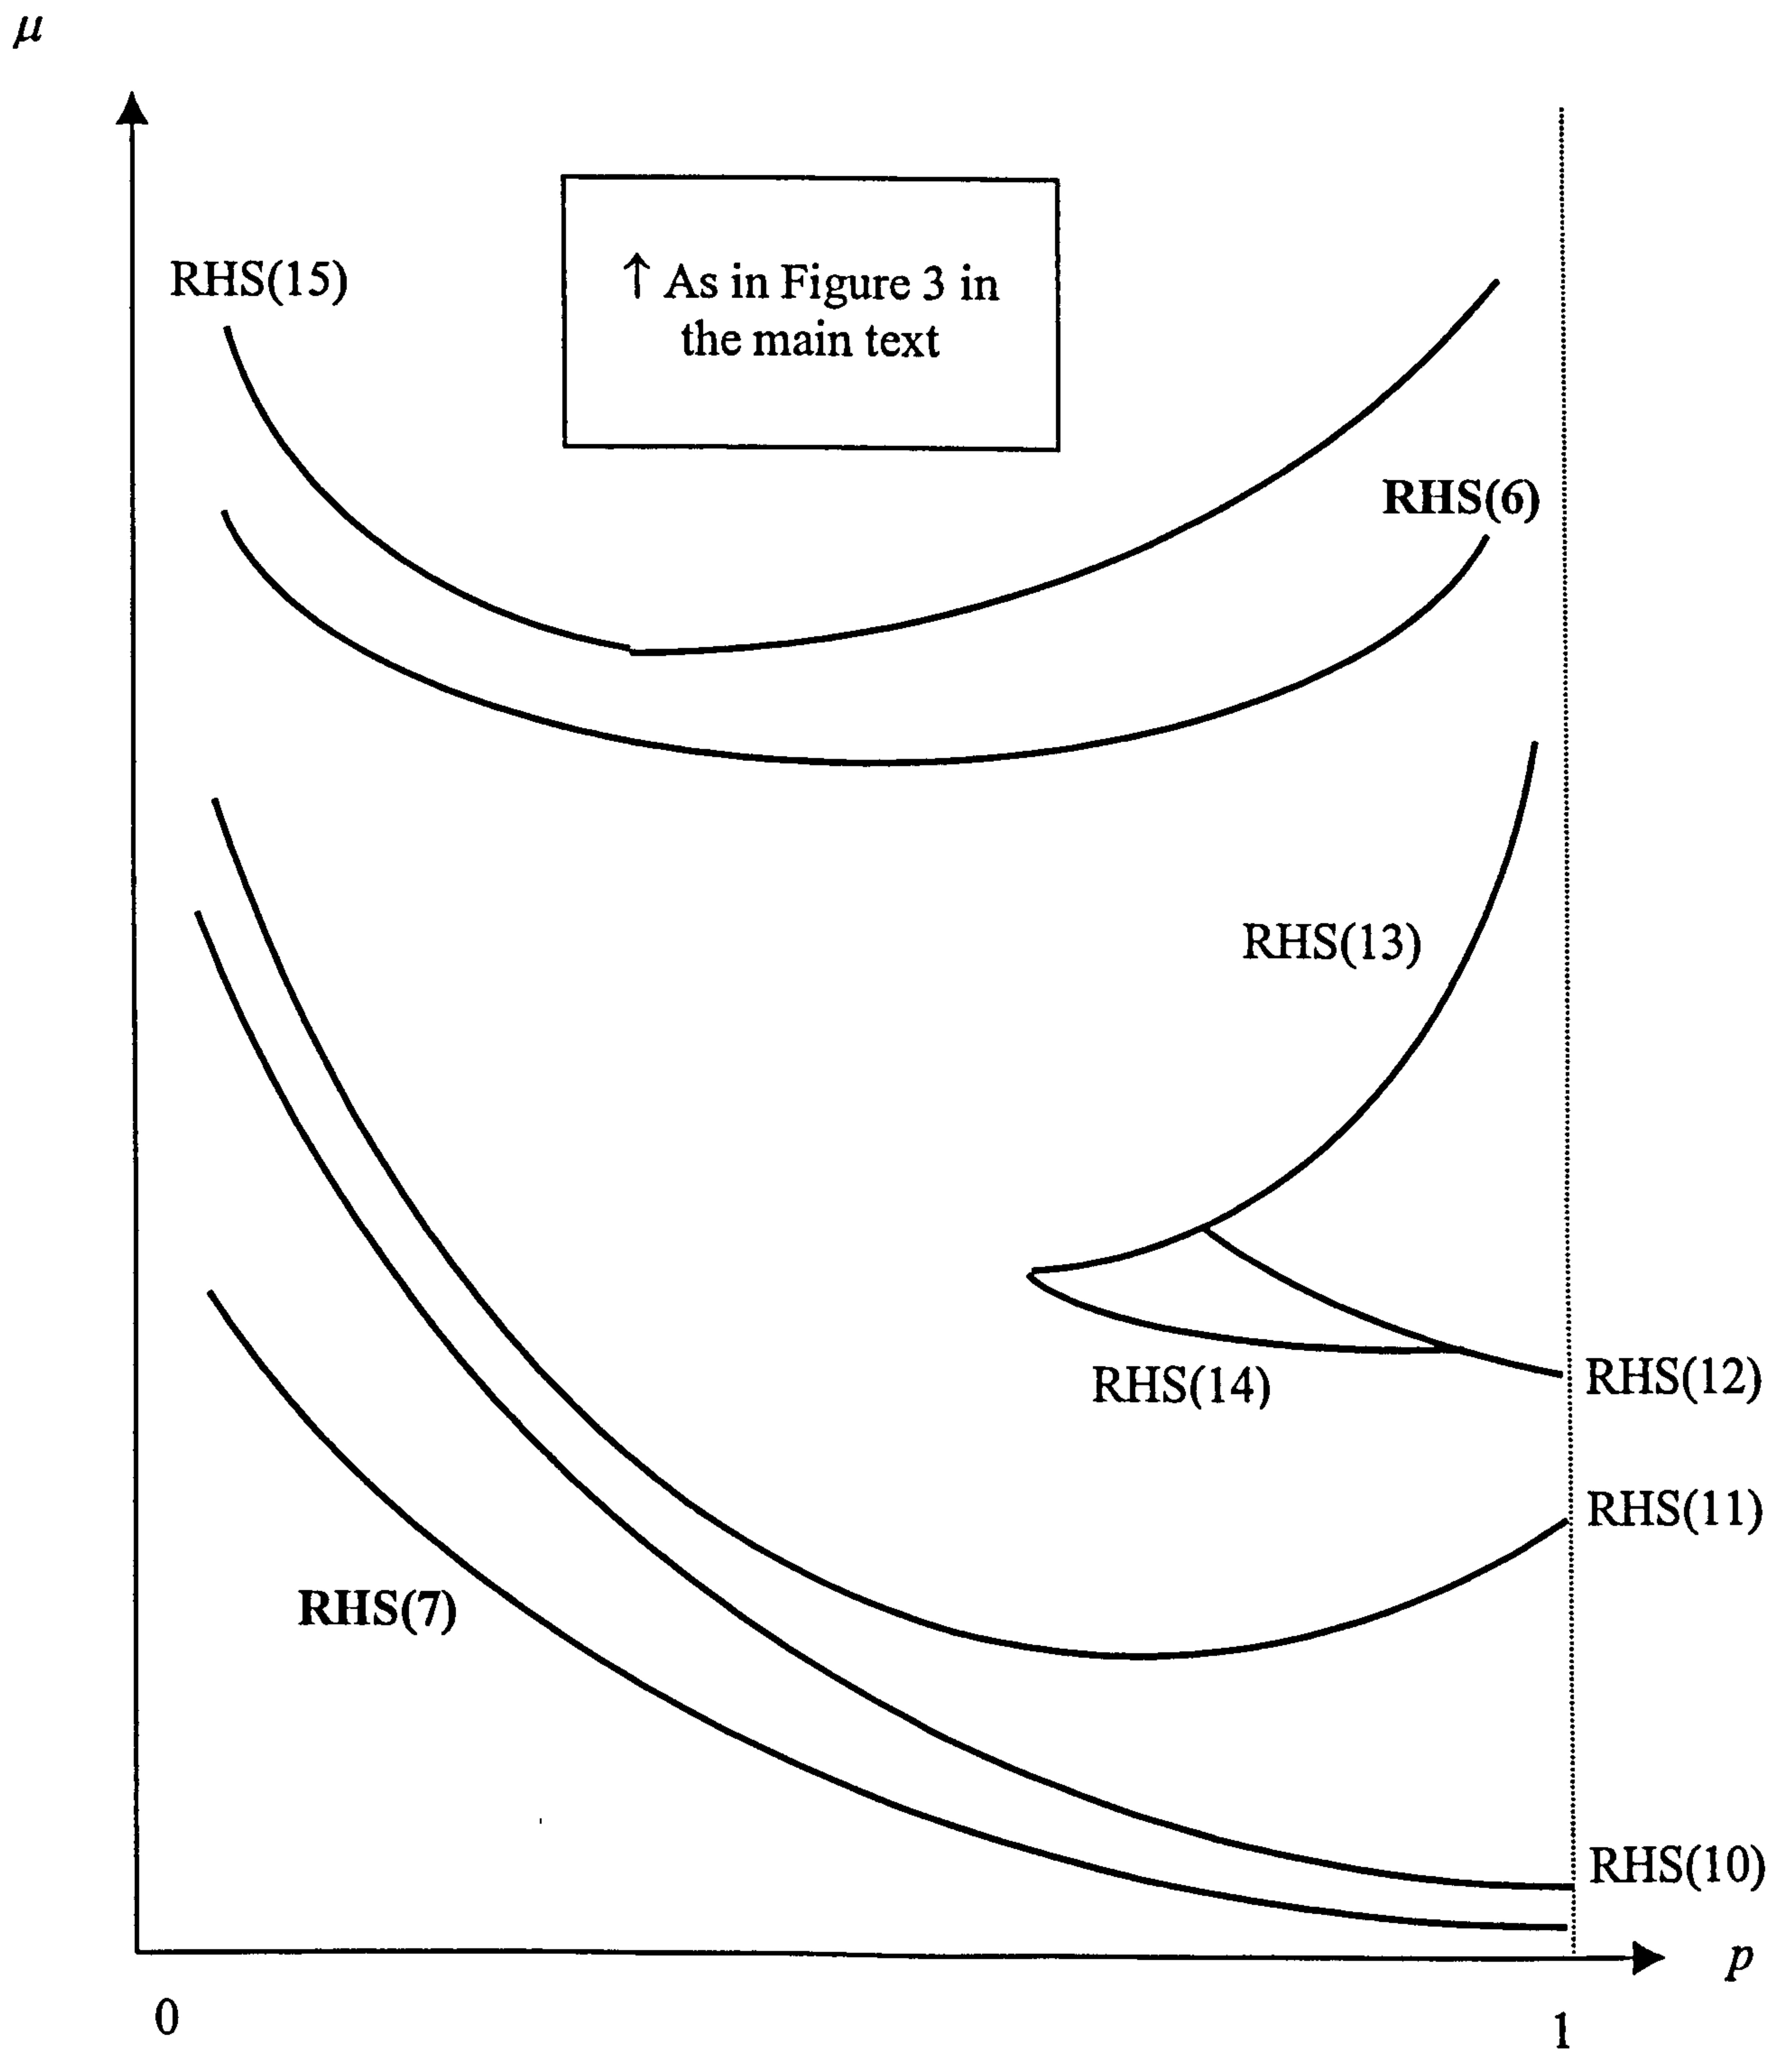 μ
RHS(15)
↑ As in Figure 3 in
the main text
RHS(6)
RHS(13)
RHS(14)
RHS(12)
RHS(11)
RHS(7)
RHS(10)
p
0
1